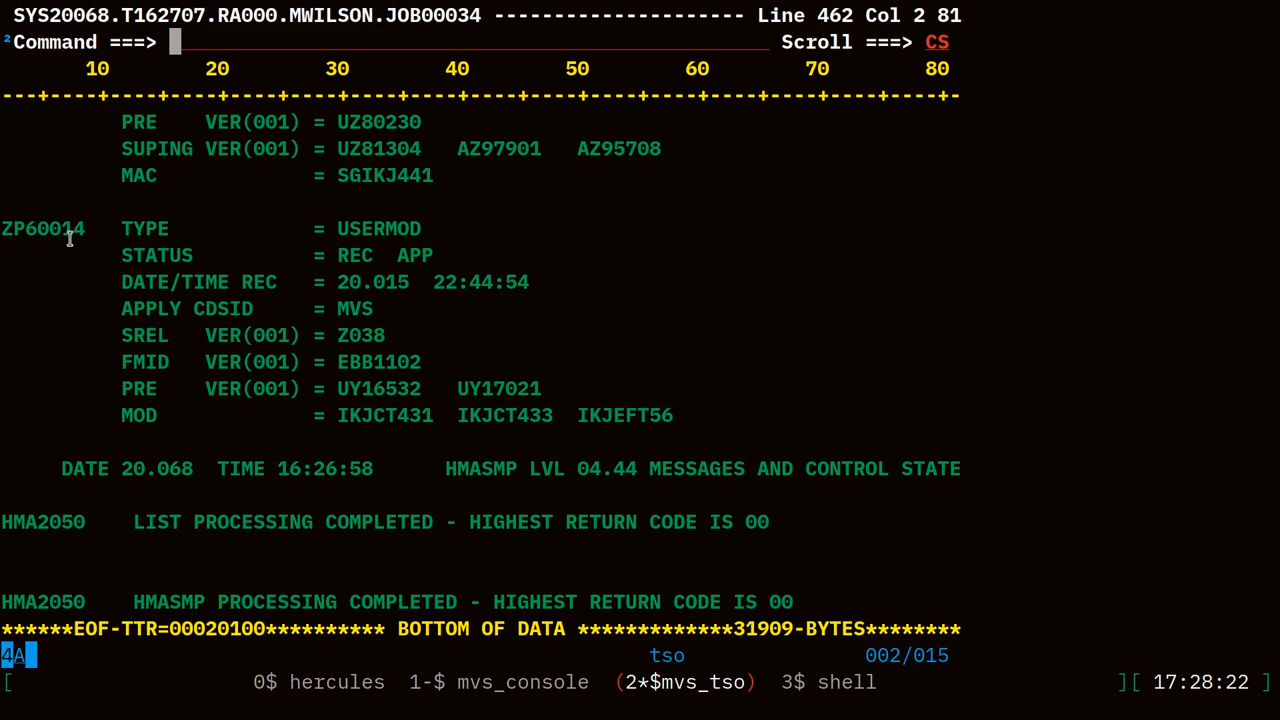 SYS20068.T162707.RA000.MWILSON.JOB00034 --------------------- Line 462 Col 2 81
²Command ===> Scroll ===> CS
10 20 30 40 50 60 70 80
---+----+----+----+----+----+----+----+----+----+----+----+----+----+----+----+-
PRE VER(001) = UZ80230
SUPING VER(001) = UZ81304 AZ97901 AZ95708
MAC = SGIKJ441
ZP60014 TYPE = USERMOD
STATUS = REC APP
DATE/TIME REC = 20.015 22:44:54
APPLY CDSID = MVS
SREL VER(001) = Z038
FMID VER(001) = EBB1102
PRE VER(001) = UY16532 UY17021
MOD = IKJCT431 IKJCT433 IKJEFT56
DATE 20.068 TIME 16:26:58 HMASMP LVL 04.44 MESSAGES AND CONTROL STATE
HMA2050 LIST PROCESSING COMPLETED - HIGHEST RETURN CODE IS 00
HMA2050 HMASMP PROCESSING COMPLETED - HIGHEST RETURN CODE IS 00
******EOF-TTR=00020100********** BOTTOM OF DATA *************31909-BYTES********
4A tso 002/015
[ 0$ hercules 1-$ mvs_console (2*$mvs_tso) 3$ shell ][ 17:28:22 ]